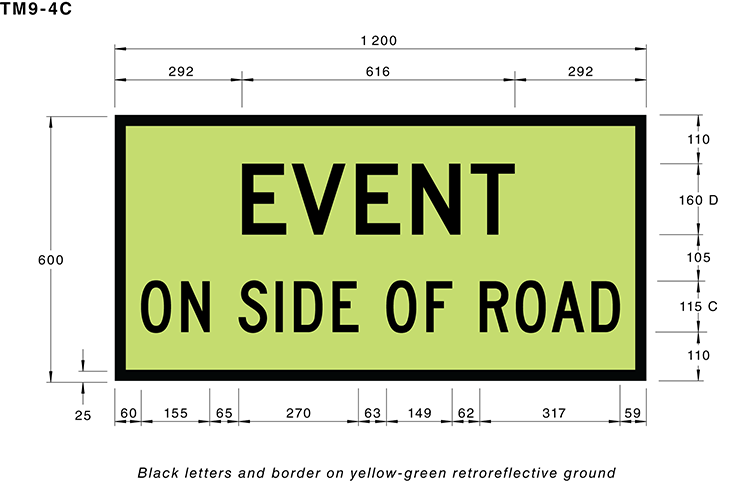 TM9-4C
1 200
292 616 292
110
EVENT
160 D
600
105
ON SIDE OF ROAD
115 C
110
25
60 155 65 270 63 149 62 317 59
Black letters and border on yellow-green retroreflective ground